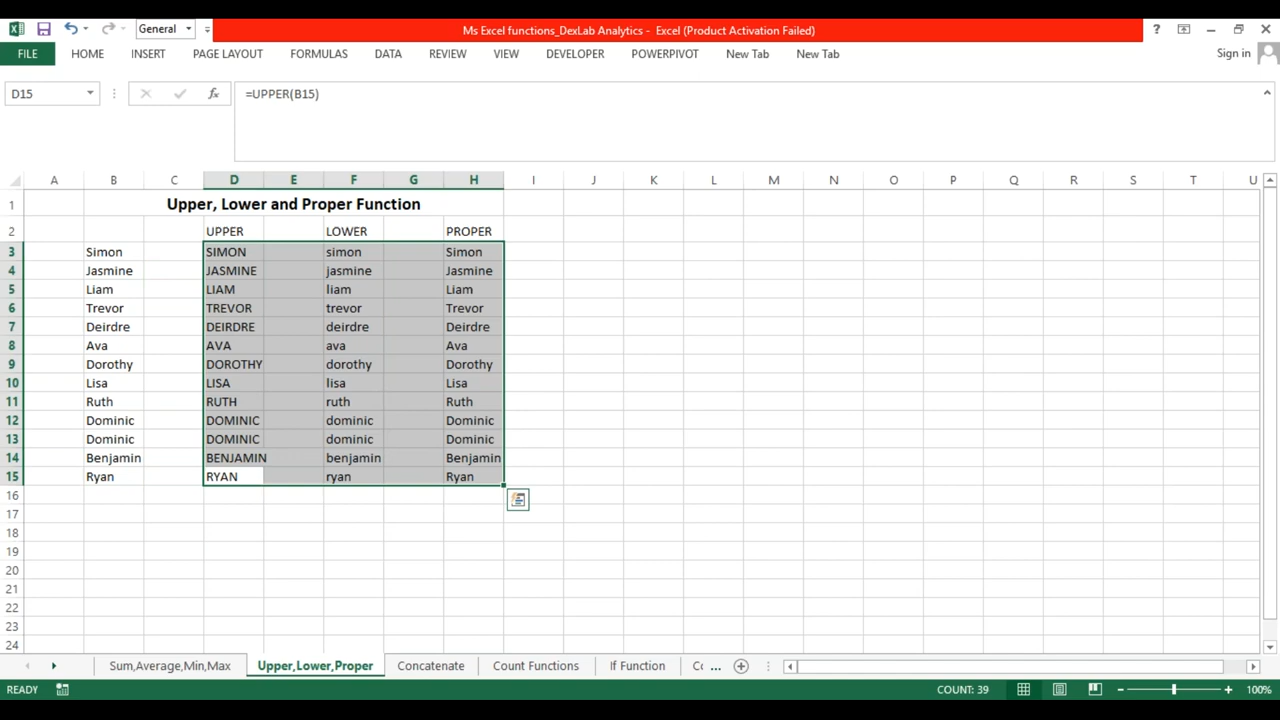 General
Ms Excel functions_DexLab Analytics - Excel (Product Activation Failed)
?
FILE HOME INSERT PAGE LAYOUT FORMULAS DATA REVIEW VIEW DEVELOPER POWERPIVOT New Tab New Tab Sign in
D15 fx =UPPER(B15)
A B C D E F G H I J K L M N O P Q R S T U
1 Upper, Lower and Proper Function
2 UPPER LOWER PROPER
3 Simon SIMON simon Simon
4 Jasmine JASMINE jasmine Jasmine
5 Liam LIAM liam Liam
6 Trevor TREVOR trevor Trevor
7 Deirdre DEIRDRE deirdre Deirdre
8 Ava AVA ava Ava
9 Dorothy DOROTHY dorothy Dorothy
10 Lisa LISA lisa Lisa
11 Ruth RUTH ruth Ruth
12 Dominic DOMINIC dominic Dominic
13 Dominic DOMINIC dominic Dominic
14 Benjamin BENJAMIN benjamin Benjamin
15 Ryan RYAN ryan Ryan
16
17
18
19
20
21
22
23
24
Sum,Average,Min,Max Upper,Lower,Proper Concatenate Count Functions If Function Cc ...
READY COUNT: 39 100%